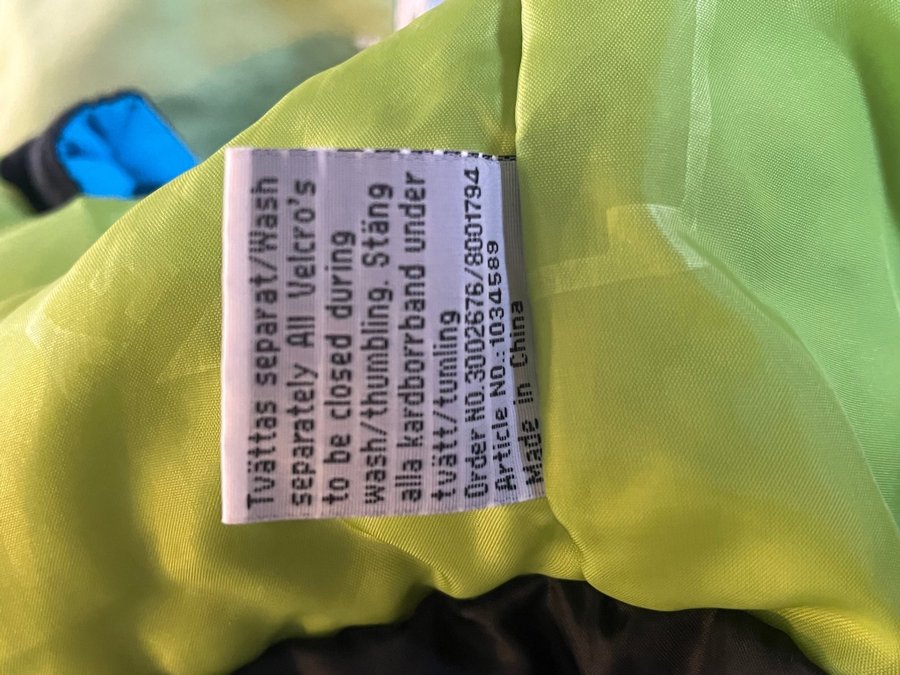 Tvättas separat/Wash
separately All Velcro's
to be closed during
wash/thumbling. Stäng
alla kardborrband under
tvätt/tumling
Order NO.3002676/8001794
Article NO.:1034589
Made in China